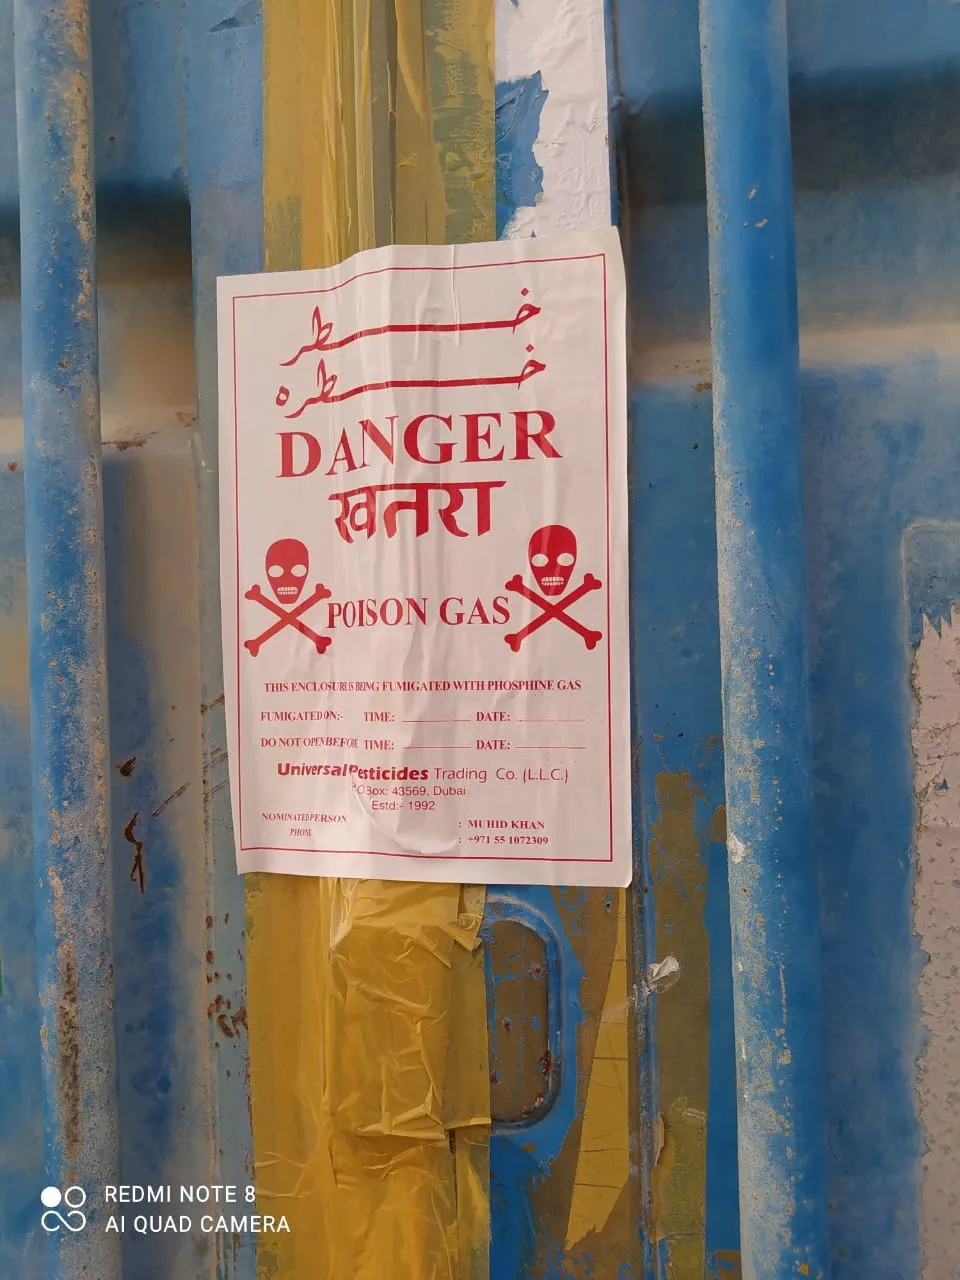 خطر
خطره
DANGER
खतरा
POISON GAS
THIS ENCLOSURE IS BEING FUMIGATED WITH PHOSPHINE GAS
FUMIGATED ON:- TIME: DATE:
DO NOT OPEN BEFORE TIME: DATE:
Universal Pesticides Trading Co. (L.L.C.)
P.O.Box: 43569, Dubai
Estd:- 1992
NOMINATED PERSON : MUHID KHAN
PHONE : +971 55 1072309
REDMI NOTE 8
AI QUAD CAMERA